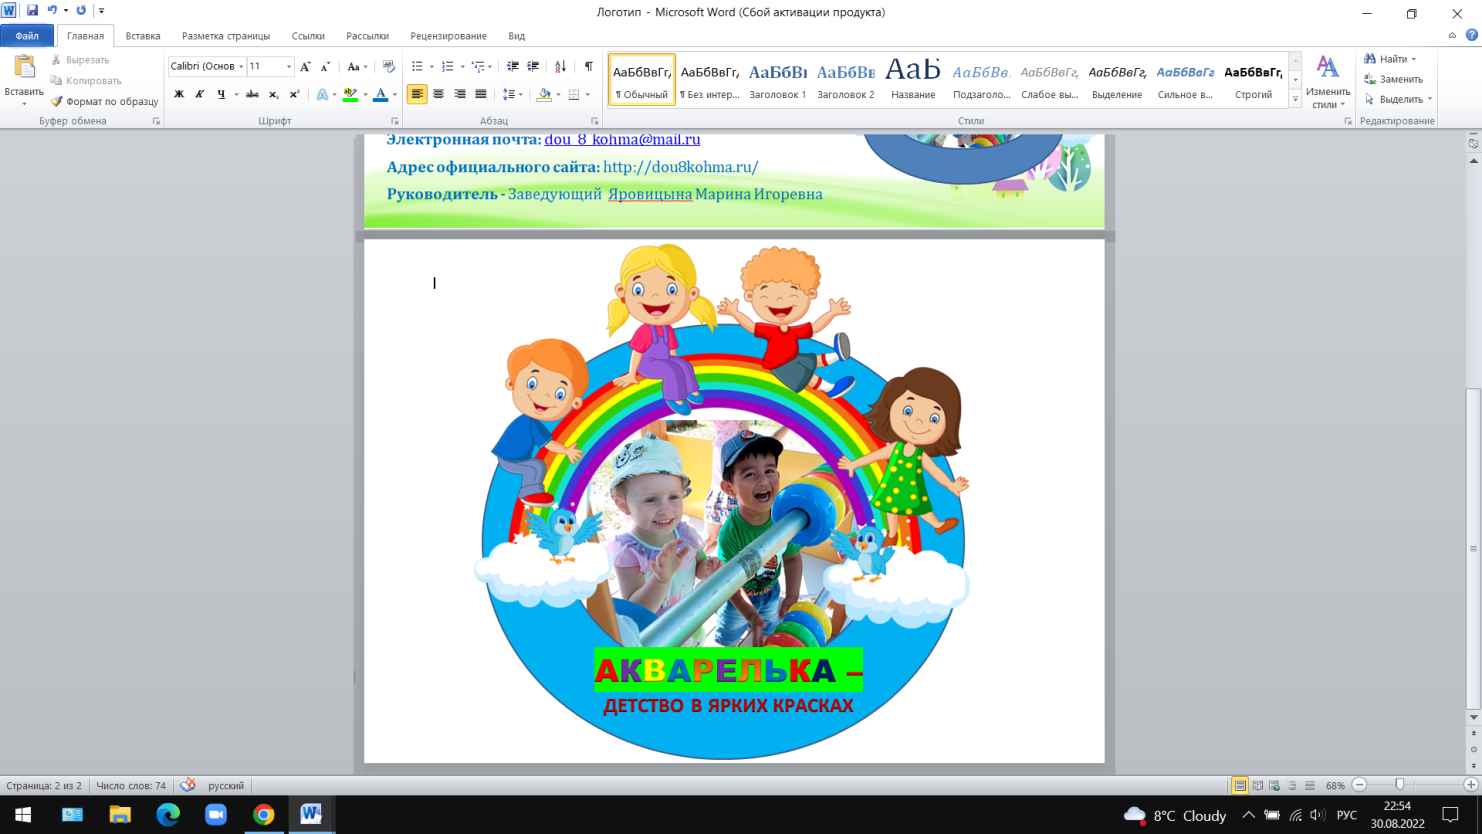 Логотип - Microsoft Word (Сбой активации продукта)
Файл Главная Вставка Разметка страницы Ссылки Рассылки Рецензирование Вид
Вставить
Вырезать
Копировать
Формат по образцу
Буфер обмена
Calibri (Основ 11
Ж К Ч abc x₂ x²
Шрифт
Абзац
АаБбВвГг, АаБбВвГг, АаБбВі АаБбВв АаБ АаБбВв. АаБбВвГг, АаБбВвГг, АаБбВвГг АаБбВвГг,
¶ Обычный ¶ Без интер... Заголовок 1 Заголовок 2 Название Подзаголо... Слабое вы... Выделение Сильное в... Строгий
Стили
Изменить стили
Найти
Заменить
Выделить
Редактирование
Электронная почта: dou_8_kohma@mail.ru
Адрес официального сайта: http://dou8kohma.ru/
Руководитель - Заведующий Яровицына Марина Игоревна
АКВАРЕЛЬКА –
ДЕТСТВО В ЯРКИХ КРАСКАХ
Страница: 2 из 2 Число слов: 74 русский 68%
8°C Cloudy РУС 22:54
30.08.2022